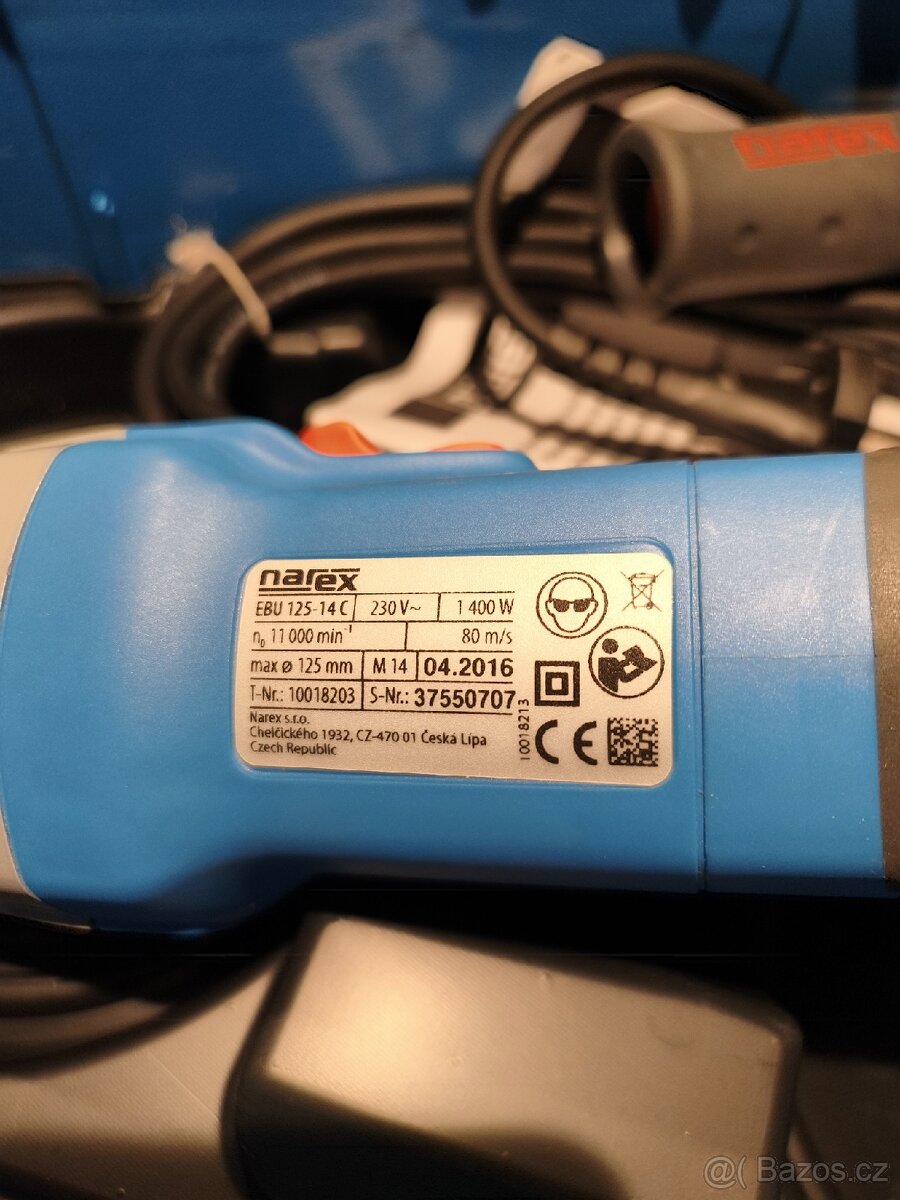 narex
narex
EBU 125-14 C 230 V~ 1 400 W
n₀ 11 000 min⁻¹ 80 m/s
max ø 125 mm M 14 04.2016
T-Nr.: 10018203 S-Nr.: 37550707
Narex s.r.o.
Chelčického 1932, CZ-470 01 Česká Lípa
Czech Republic
10018213
CE
@( Bazos.cz